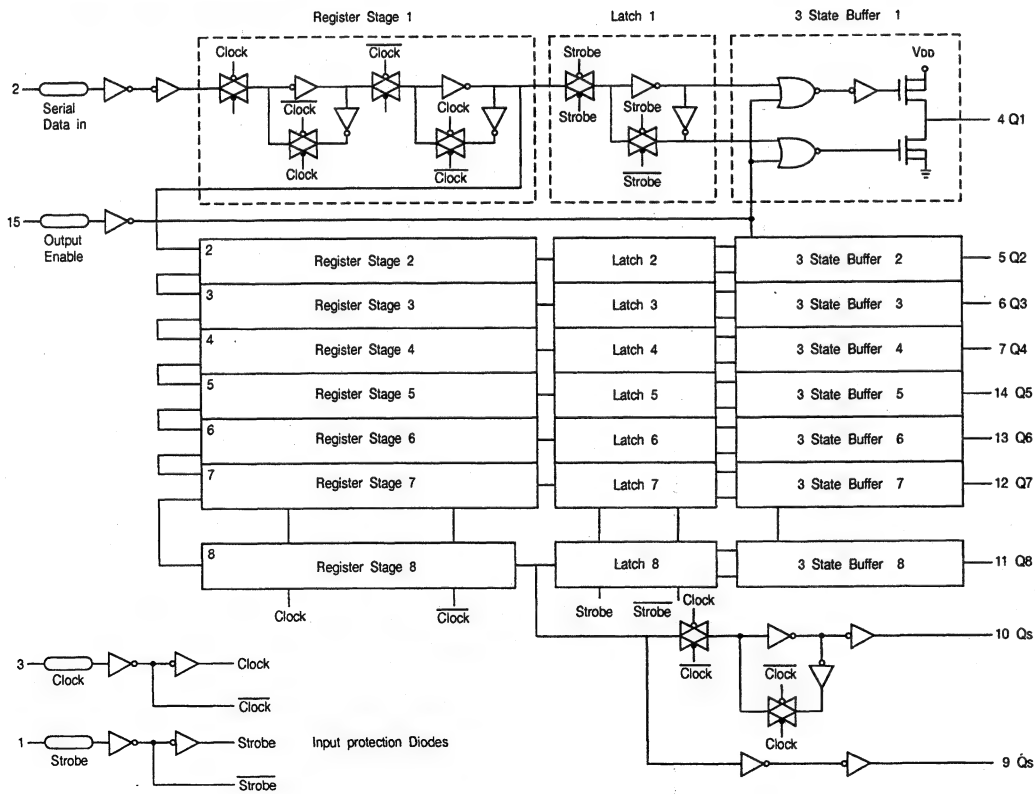 Register Stage 1
Latch 1
3 State Buffer 1
Clock
Clock
Strobe
VDD
2
Serial
Data in
Clock
Clock
Strobe
Strobe
4 Q1
Clock
Clock
Strobe
15
Output
Enable
2
Register Stage 2
Latch 2
3 State Buffer 2
5 Q2
3
Register Stage 3
Latch 3
3 State Buffer 3
6 Q3
4
Register Stage 4
Latch 4
3 State Buffer 4
7 Q4
5
Register Stage 5
Latch 5
3 State Buffer 5
14 Q5
6
Register Stage 6
Latch 6
3 State Buffer 6
13 Q6
7
Register Stage 7
Latch 7
3 State Buffer 7
12 Q7
8
Register Stage 8
Latch 8
3 State Buffer 8
11 Q8
Clock
Clock
Strobe
Strobe
Clock
10 Qs
3
Clock
Clock
Clock
Clock
Clock
Clock
1
Strobe
Strobe
Strobe
Input protection Diodes
9 Q́s